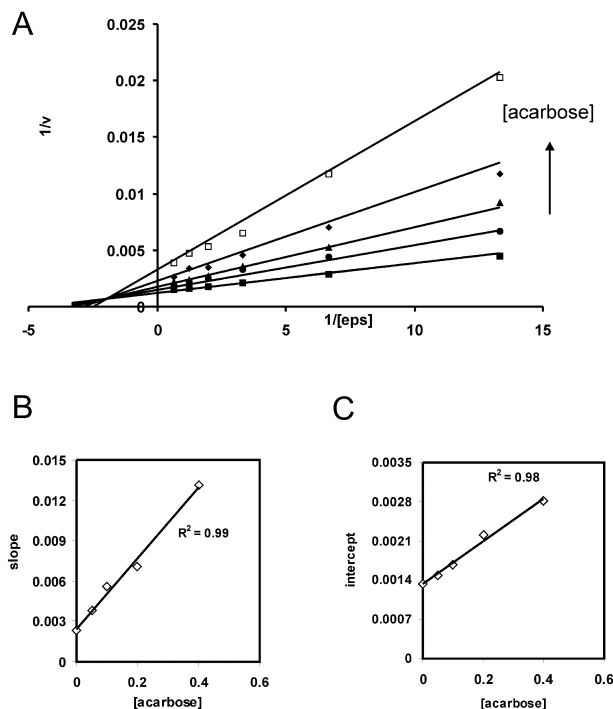 A
0.025
0.02
0.015
0.01
0.005
0
1/v
[acarbose]
-5
0
5
10
15
1/[eps]
B
C
0.015
0.012
0.009
0.006
0.003
0
slope
R² = 0.99
0
0.2
0.4
0.6
[acarbose]
0.0035
0.0028
0.0021
0.0014
0.0007
0
intercept
R² = 0.98
0
0.2
0.4
0.6
[acarbose]